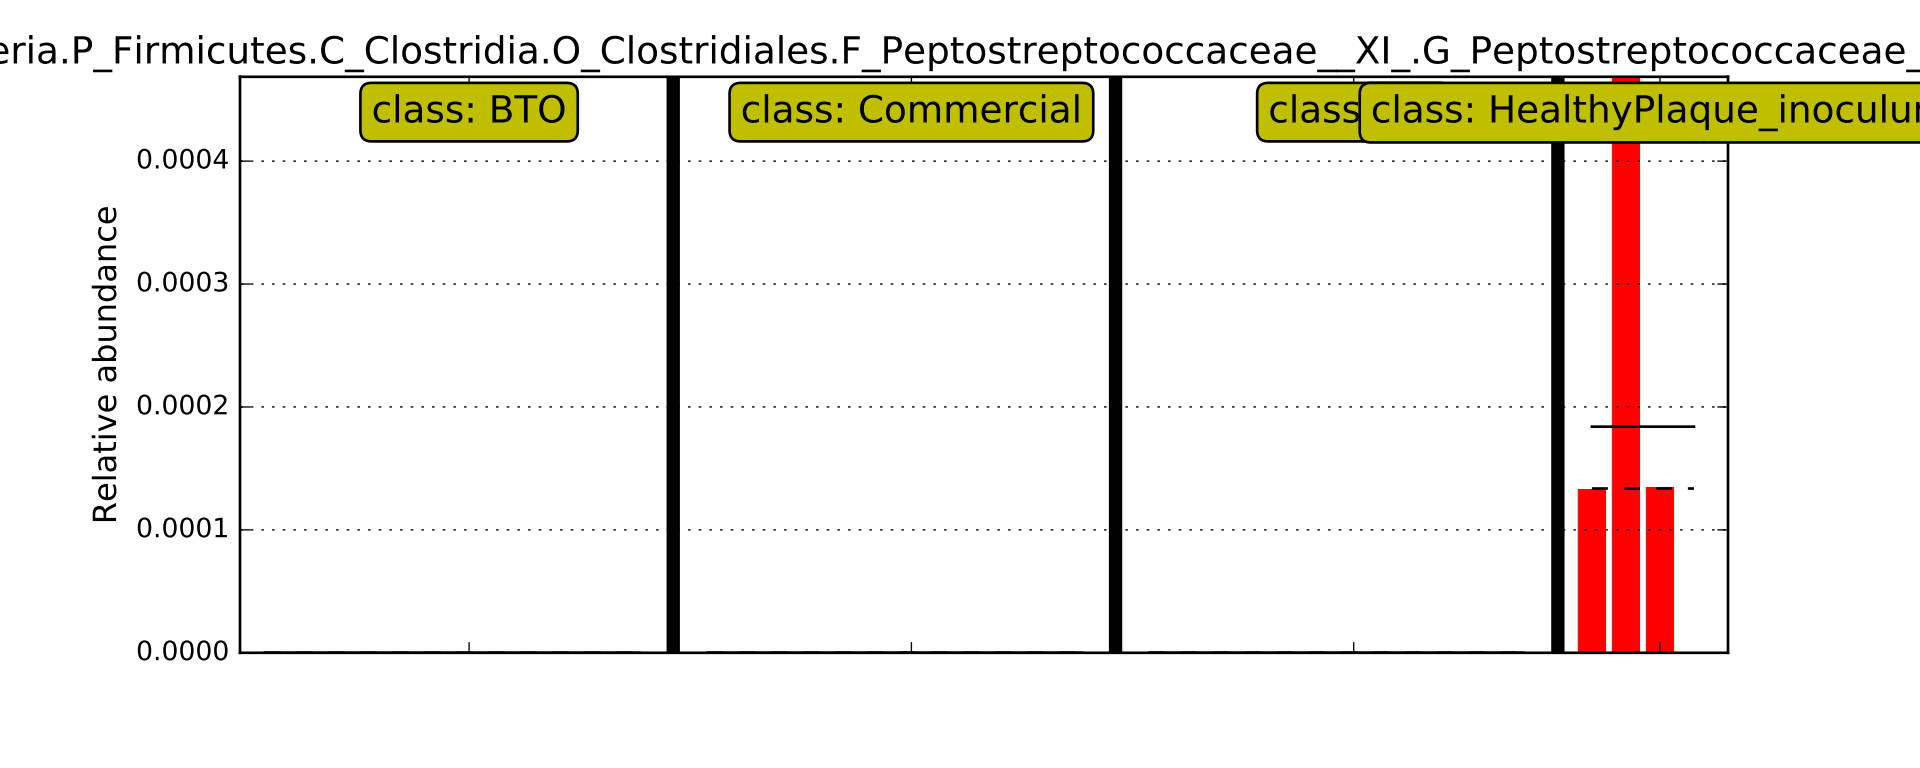 eria.P_Firmicutes.C_Clostridia.O_Clostridiales.F_Peptostreptococcaceae__XI_.G_Peptostreptococcaceae_
class: BTO
class: Commercial
class
class: HealthyPlaque_inoculu
0.0004
0.0003
0.0002
0.0001
0.0000
Relative abundance